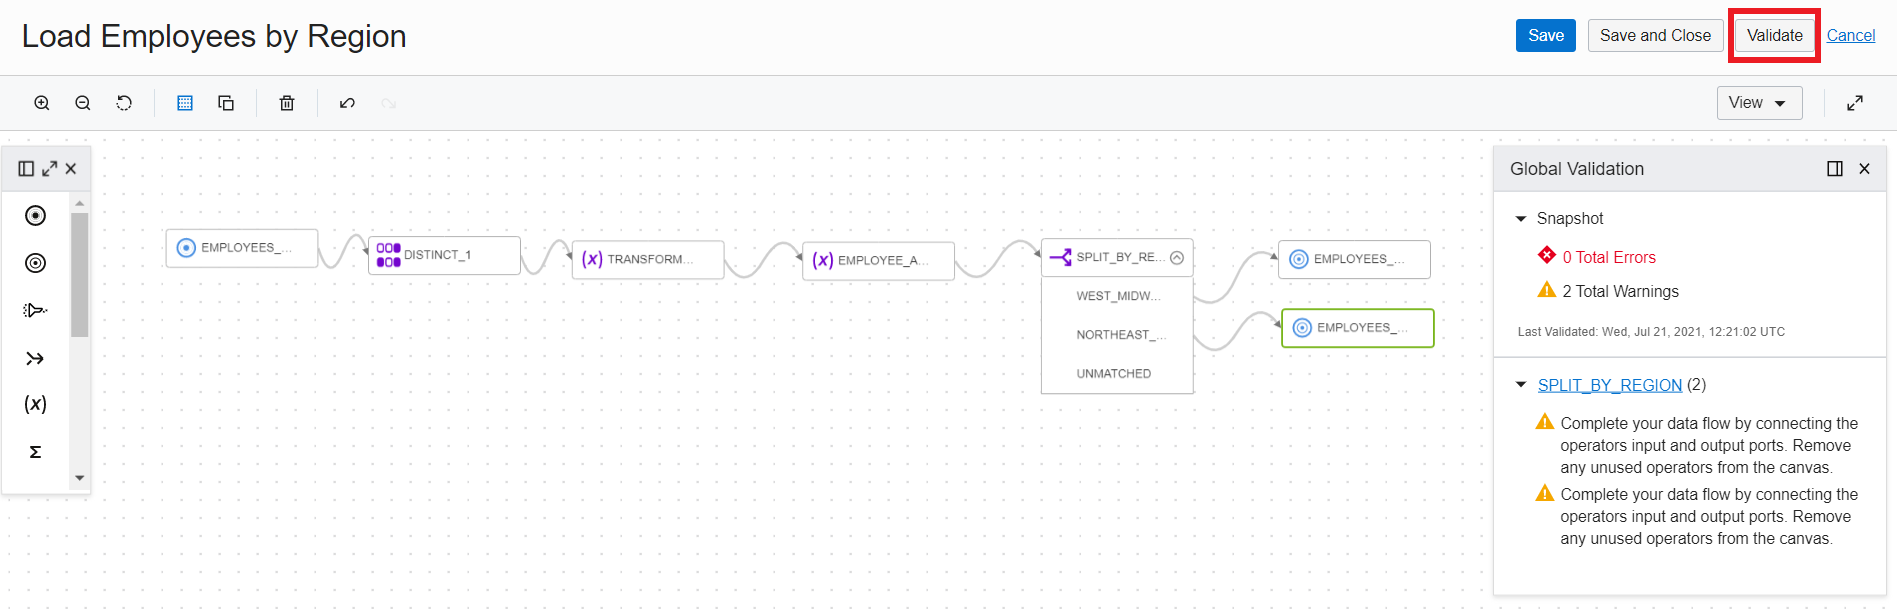 Load Employees by Region
Save
Save and Close
Validate
Cancel
View
EMPLOYEES_...
DISTINCT_1
(x) TRANSFORM...
(x) EMPLOYEE_A...
SPLIT_BY_RE...
WEST_MIDW...
NORTHEAST_...
UNMATCHED
EMPLOYEES_...
EMPLOYEES_...
(x)
Σ
Global Validation
Snapshot
0 Total Errors
2 Total Warnings
Last Validated: Wed, Jul 21, 2021, 12:21:02 UTC
SPLIT_BY_REGION (2)
Complete your data flow by connecting the
operators input and output ports. Remove
any unused operators from the canvas.
Complete your data flow by connecting the
operators input and output ports. Remove
any unused operators from the canvas.